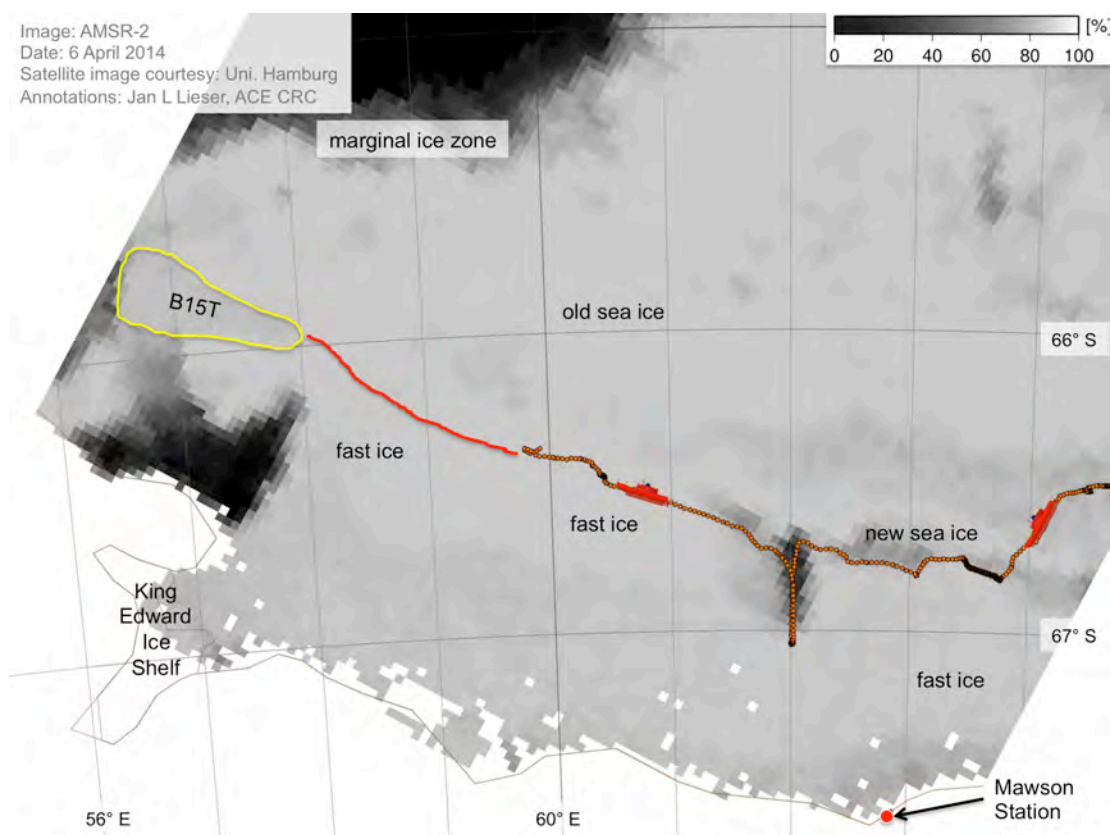 Image: AMSR-2
Date: 6 April 2014
Satellite image courtesy: Uni. Hamburg
Annotations: Jan L Lieser, ACE CRC
[%]
0 20 40 60 80 100
marginal ice zone
B15T
old sea ice
66° S
fast ice
fast ice
new sea ice
King
Edward
Ice
Shelf
67° S
fast ice
Mawson
Station
56° E
60° E